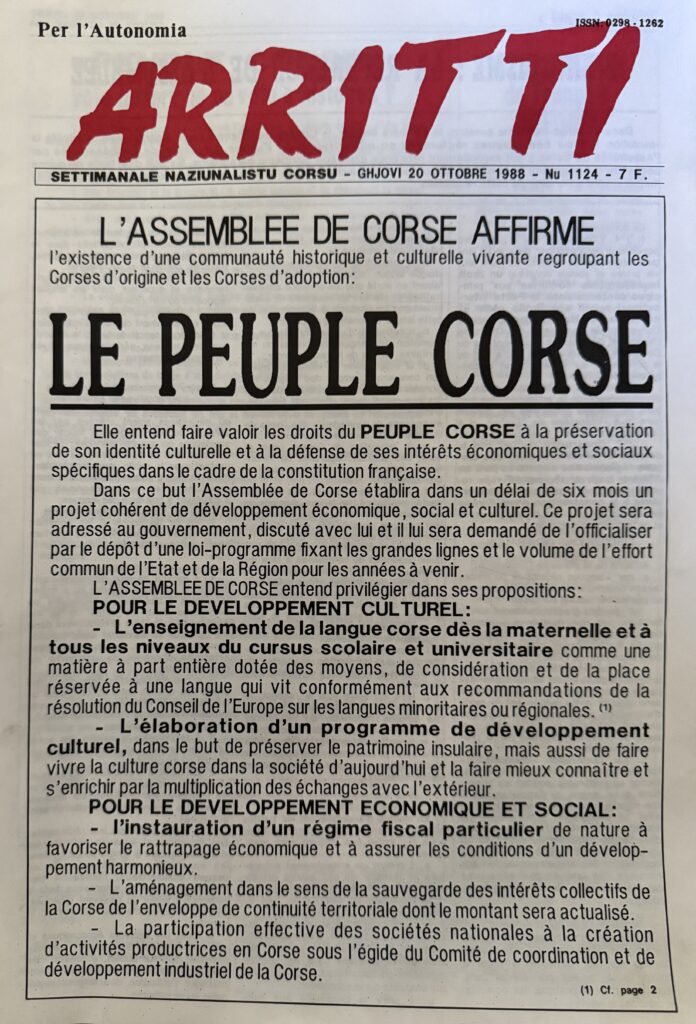 Per l'Autonomia
ISSN: 0298 - 1262
ARRITTI
SETTIMANALE NAZIUNALISTU CORSU - GHJOVI 20 OTTOBRE 1988 - Nu 1124 - 7 F.
L'ASSEMBLEE DE CORSE AFFIRME
l'existence d'une communauté historique et culturelle vivante regroupant les
Corses d'origine et les Corses d'adoption:
LE PEUPLE CORSE
Elle entend faire valoir les droits du PEUPLE CORSE à la préservation
de son identité culturelle et à la défense de ses intérêts économiques et sociaux
spécifiques dans le cadre de la constitution française.
Dans ce but l'Assemblée de Corse établira dans un délai de six mois un
projet cohérent de développement économique, social et culturel. Ce projet sera
adressé au gouvernement, discuté avec lui et il lui sera demandé de l'officialiser
par le dépôt d'une loi-programme fixant les grandes lignes et le volume de l'effort
commun de l'Etat et de la Région pour les années à venir.
L'ASSEMBLEE DE CORSE entend privilégier dans ses propositions:
POUR LE DEVELOPPEMENT CULTUREL:
- L'enseignement de la langue corse dès la maternelle et à
tous les niveaux du cursus scolaire et universitaire comme une
matière à part entière dotée des moyens, de considération et de la place
réservée à une langue qui vit conformément aux recommandations de la
résolution du Conseil de l'Europe sur les langues minoritaires ou régionales. (1)
- L'élaboration d'un programme de développement
culturel, dans le but de préserver le patrimoine insulaire, mais aussi de faire
vivre la culture corse dans la société d'aujourd'hui et la faire mieux connaître et
s'enrichir par la multiplication des échanges avec l'extérieur.
POUR LE DEVELOPPEMENT ECONOMIQUE ET SOCIAL:
- l'instauration d'un régime fiscal particulier de nature à
favoriser le rattrapage économique et à assurer les conditions d'un dévelop-
pement harmonieux.
- L'aménagement dans le sens de la sauvegarde des intérêts collectifs de
la Corse de l'enveloppe de continuité territoriale dont le montant sera actualisé.
- La participation effective des sociétés nationales à la création
d'activités productrices en Corse sous l'égide du Comité de coordination et de
développement industriel de la Corse.
(1) Cf. page 2